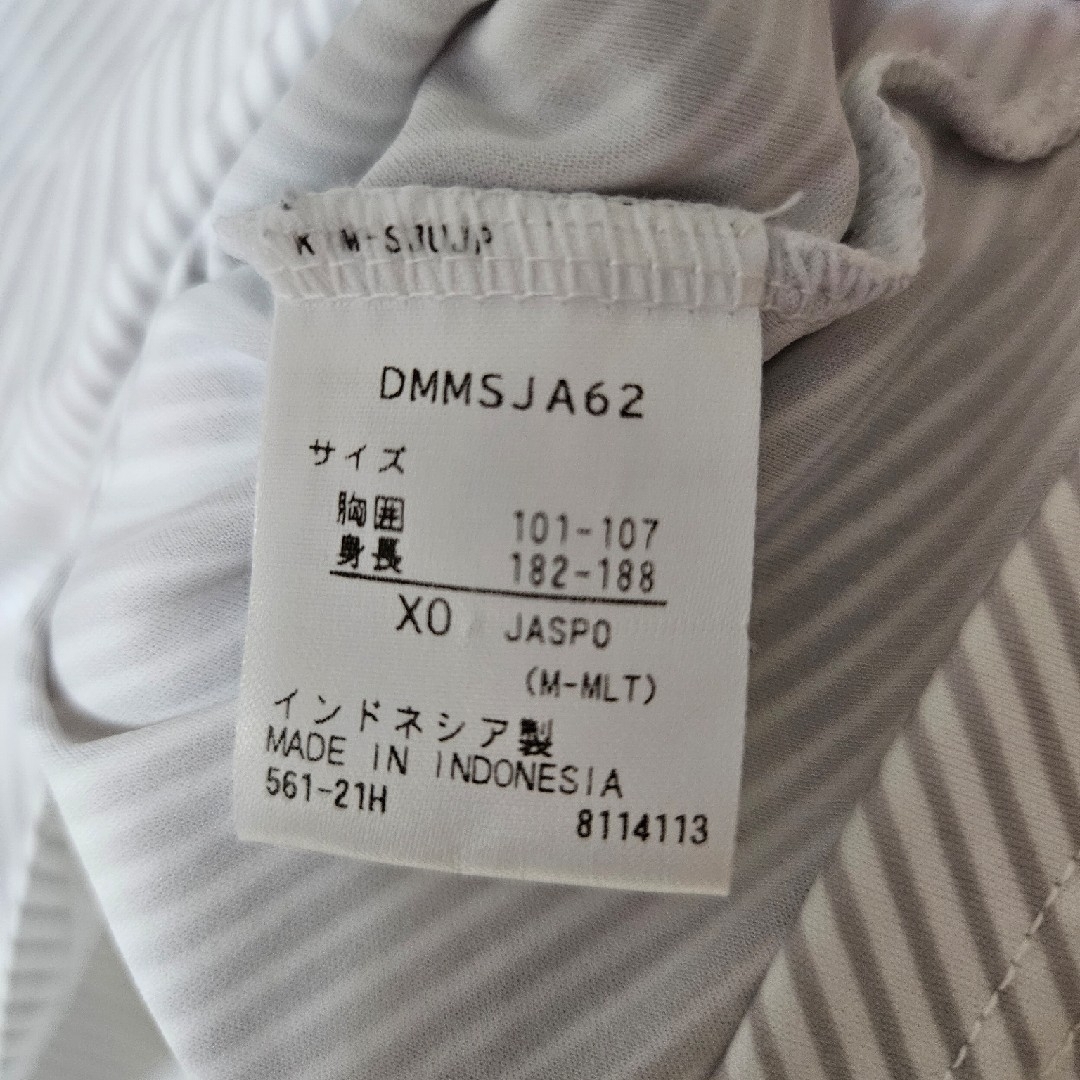 DMMSJA62
サイズ
胸囲 101-107
身長 182-188
XO JASPO
(M-MLT)
インドネシア製
MADE IN INDONESIA
561-21H
8114113